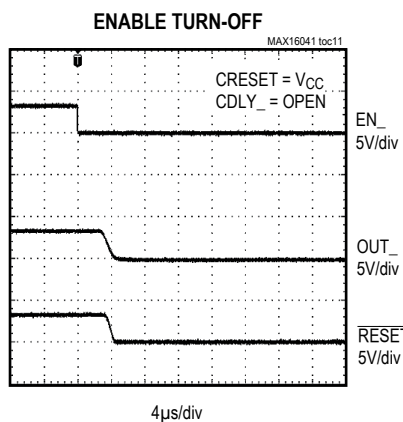 ENABLE TURN-OFF
MAX16041 toc11
T
CRESET = VCC
CDLY_ = OPEN
EN_
5V/div
OUT_
5V/div
RESE
5V/div
4µs/div